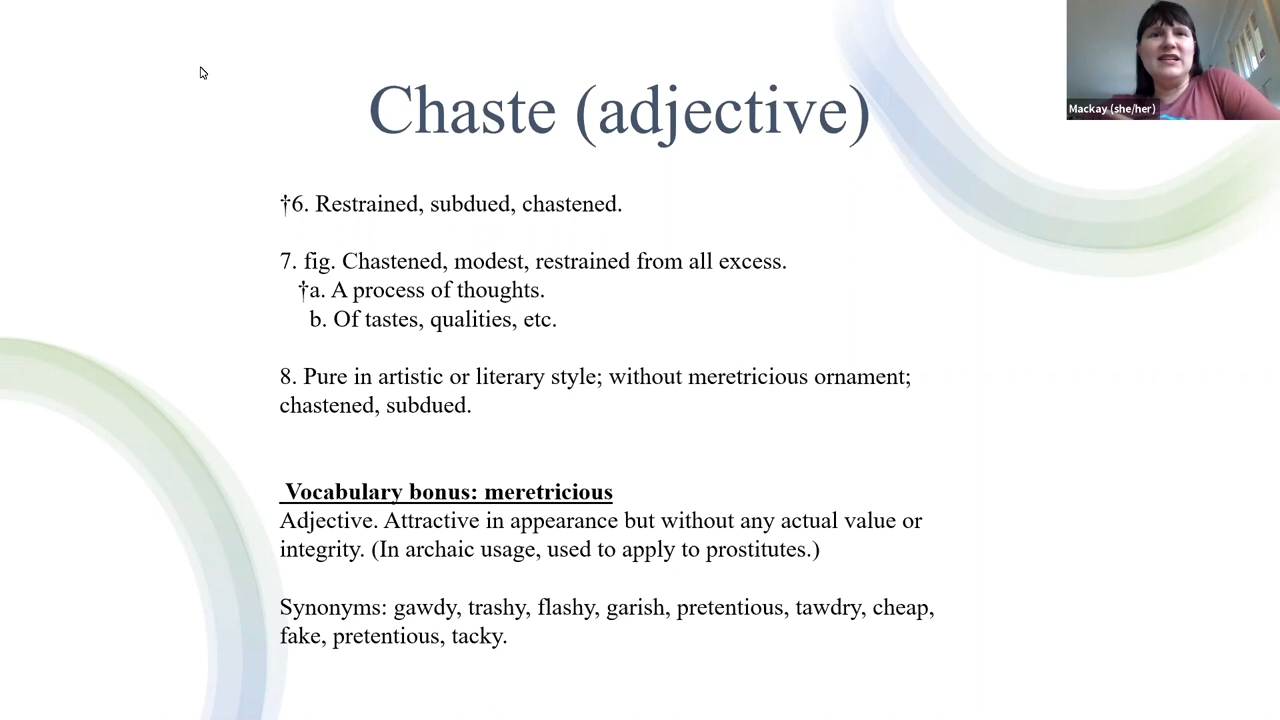 Mackay (she/her)
Chaste (adjective)
†6. Restrained, subdued, chastened.
7. fig. Chastened, modest, restrained from all excess.
†a. A process of thoughts.
b. Of tastes, qualities, etc.
8. Pure in artistic or literary style; without meretricious ornament;
chastened, subdued.
Vocabulary bonus: meretricious
Adjective. Attractive in appearance but without any actual value or
integrity. (In archaic usage, used to apply to prostitutes.)
Synonyms: gawdy, trashy, flashy, garish, pretentious, tawdry, cheap,
fake, pretentious, tacky.